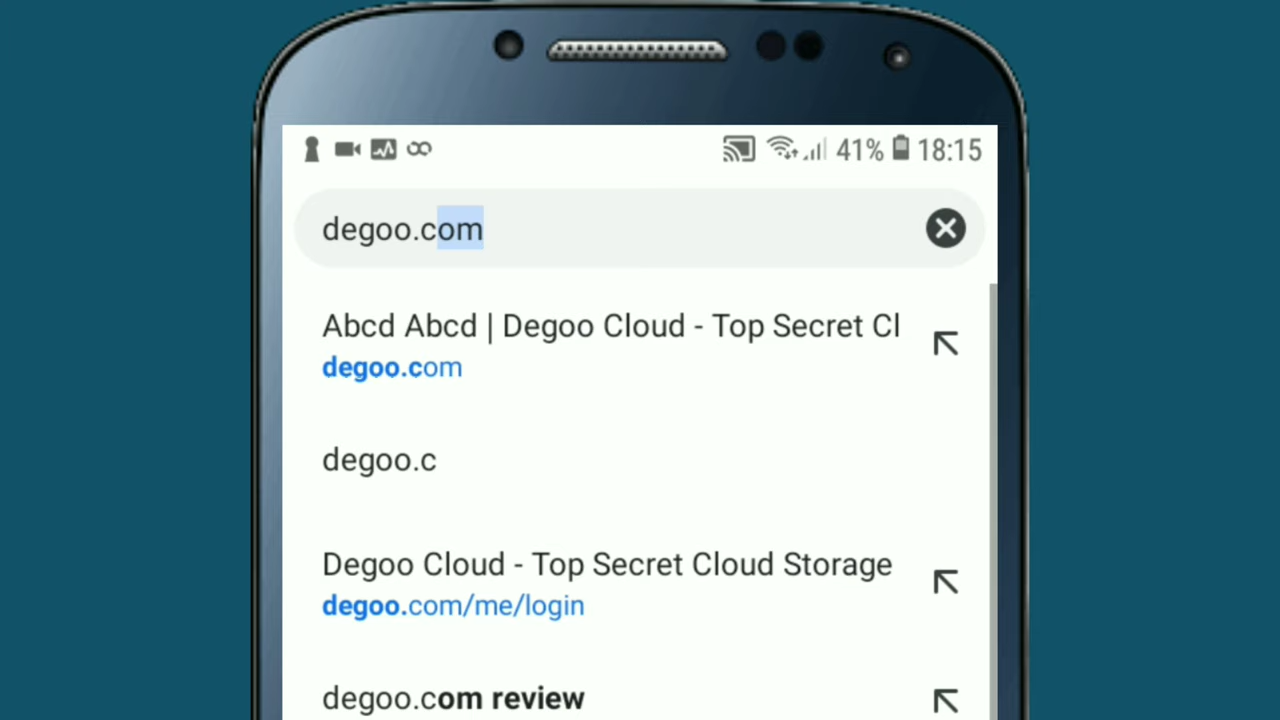 41% 18:15
degoo.com
Abcd Abcd | Degoo Cloud - Top Secret Cl
degoo.com
degoo.c
Degoo Cloud - Top Secret Cloud Storage
degoo.com/me/login
degoo.com review